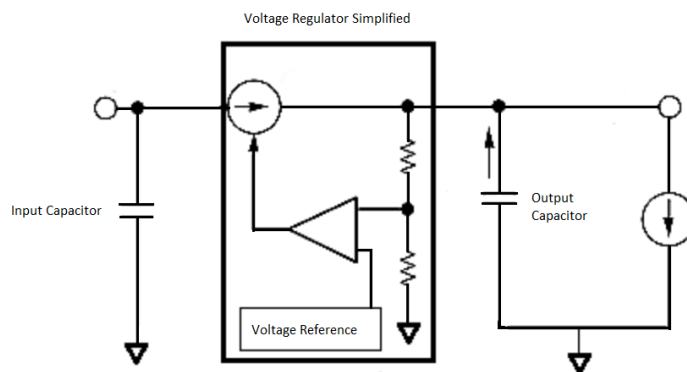 Voltage Regulator Simplified
Input Capacitor
Output
Capacitor
Voltage Reference